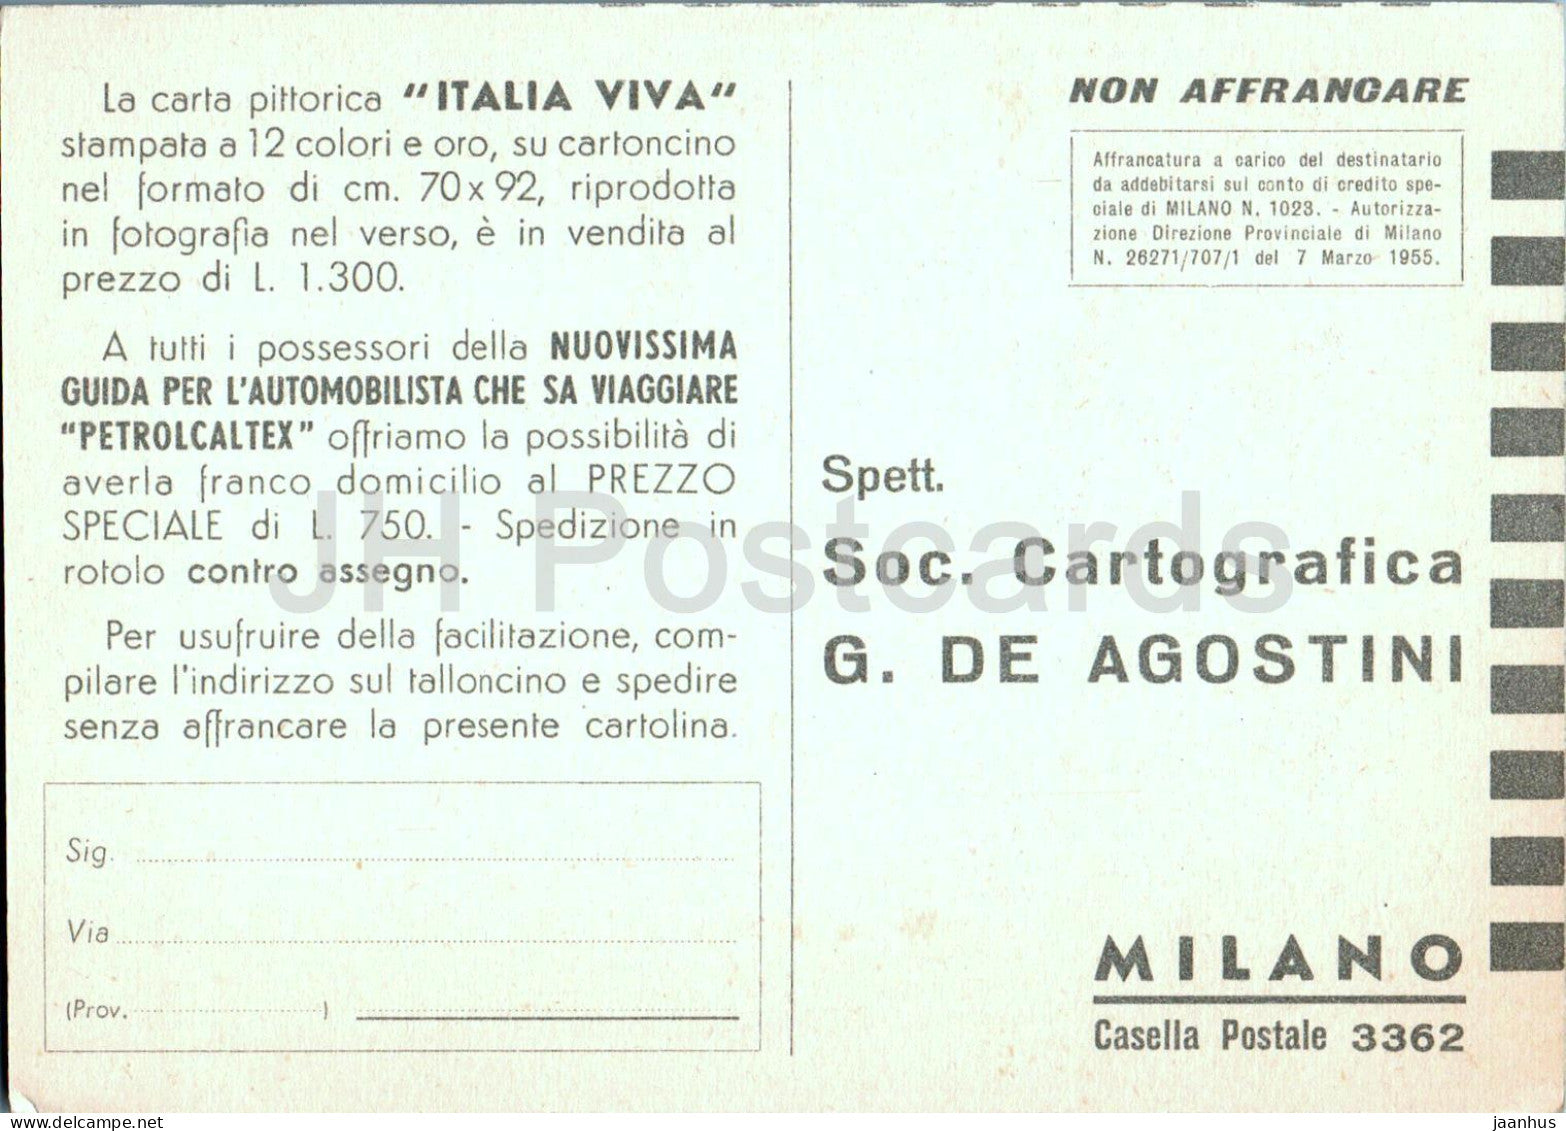 La carta pittorica "ITALIA VIVA"
stampata a 12 colori e oro, su cartoncino
nel formato di cm. 70x92, riprodotta
in fotografia nel verso, è in vendita al
prezzo di L. 1.300.
A tutti i possessori della NUOVISSIMA
GUIDA PER L'AUTOMOBILISTA CHE SA VIAGGIARE
"PETROLCALTEX" offriamo la possibilità di
averla franco domicilio al PREZZO
SPECIALE di L. 750. - Spedizione in
rotolo contro assegno.
Per usufruire della facilitazione, com-
pilare l'indirizzo sul talloncino e spedire
senza affrancare la presente cartolina.
Sig.
Via
(Prov. )
NON AFFRANCARE
Affrancatura a carico del destinatario
da addebitarsi sul conto di credito spe-
ciale di MILANO N. 1023. - Autorizza-
zione Direzione Provinciale di Milano
N. 26271/707/1 del 7 Marzo 1955.
Spett.
Soc. Cartografica
G. DE AGOSTINI
MILANO
Casella Postale 3362
JH Postcards
www.delcampe.net
jaanhus